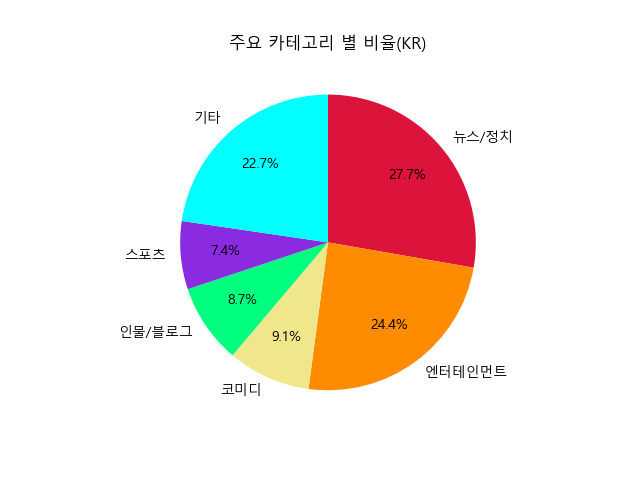 주요 카테고리 별 비율(KR)
기타
뉴스/정치
22.7%
27.7%
스포츠
7.4%
8.7%
인물/블로그
9.1%
24.4%
코미디
엔터테인먼트